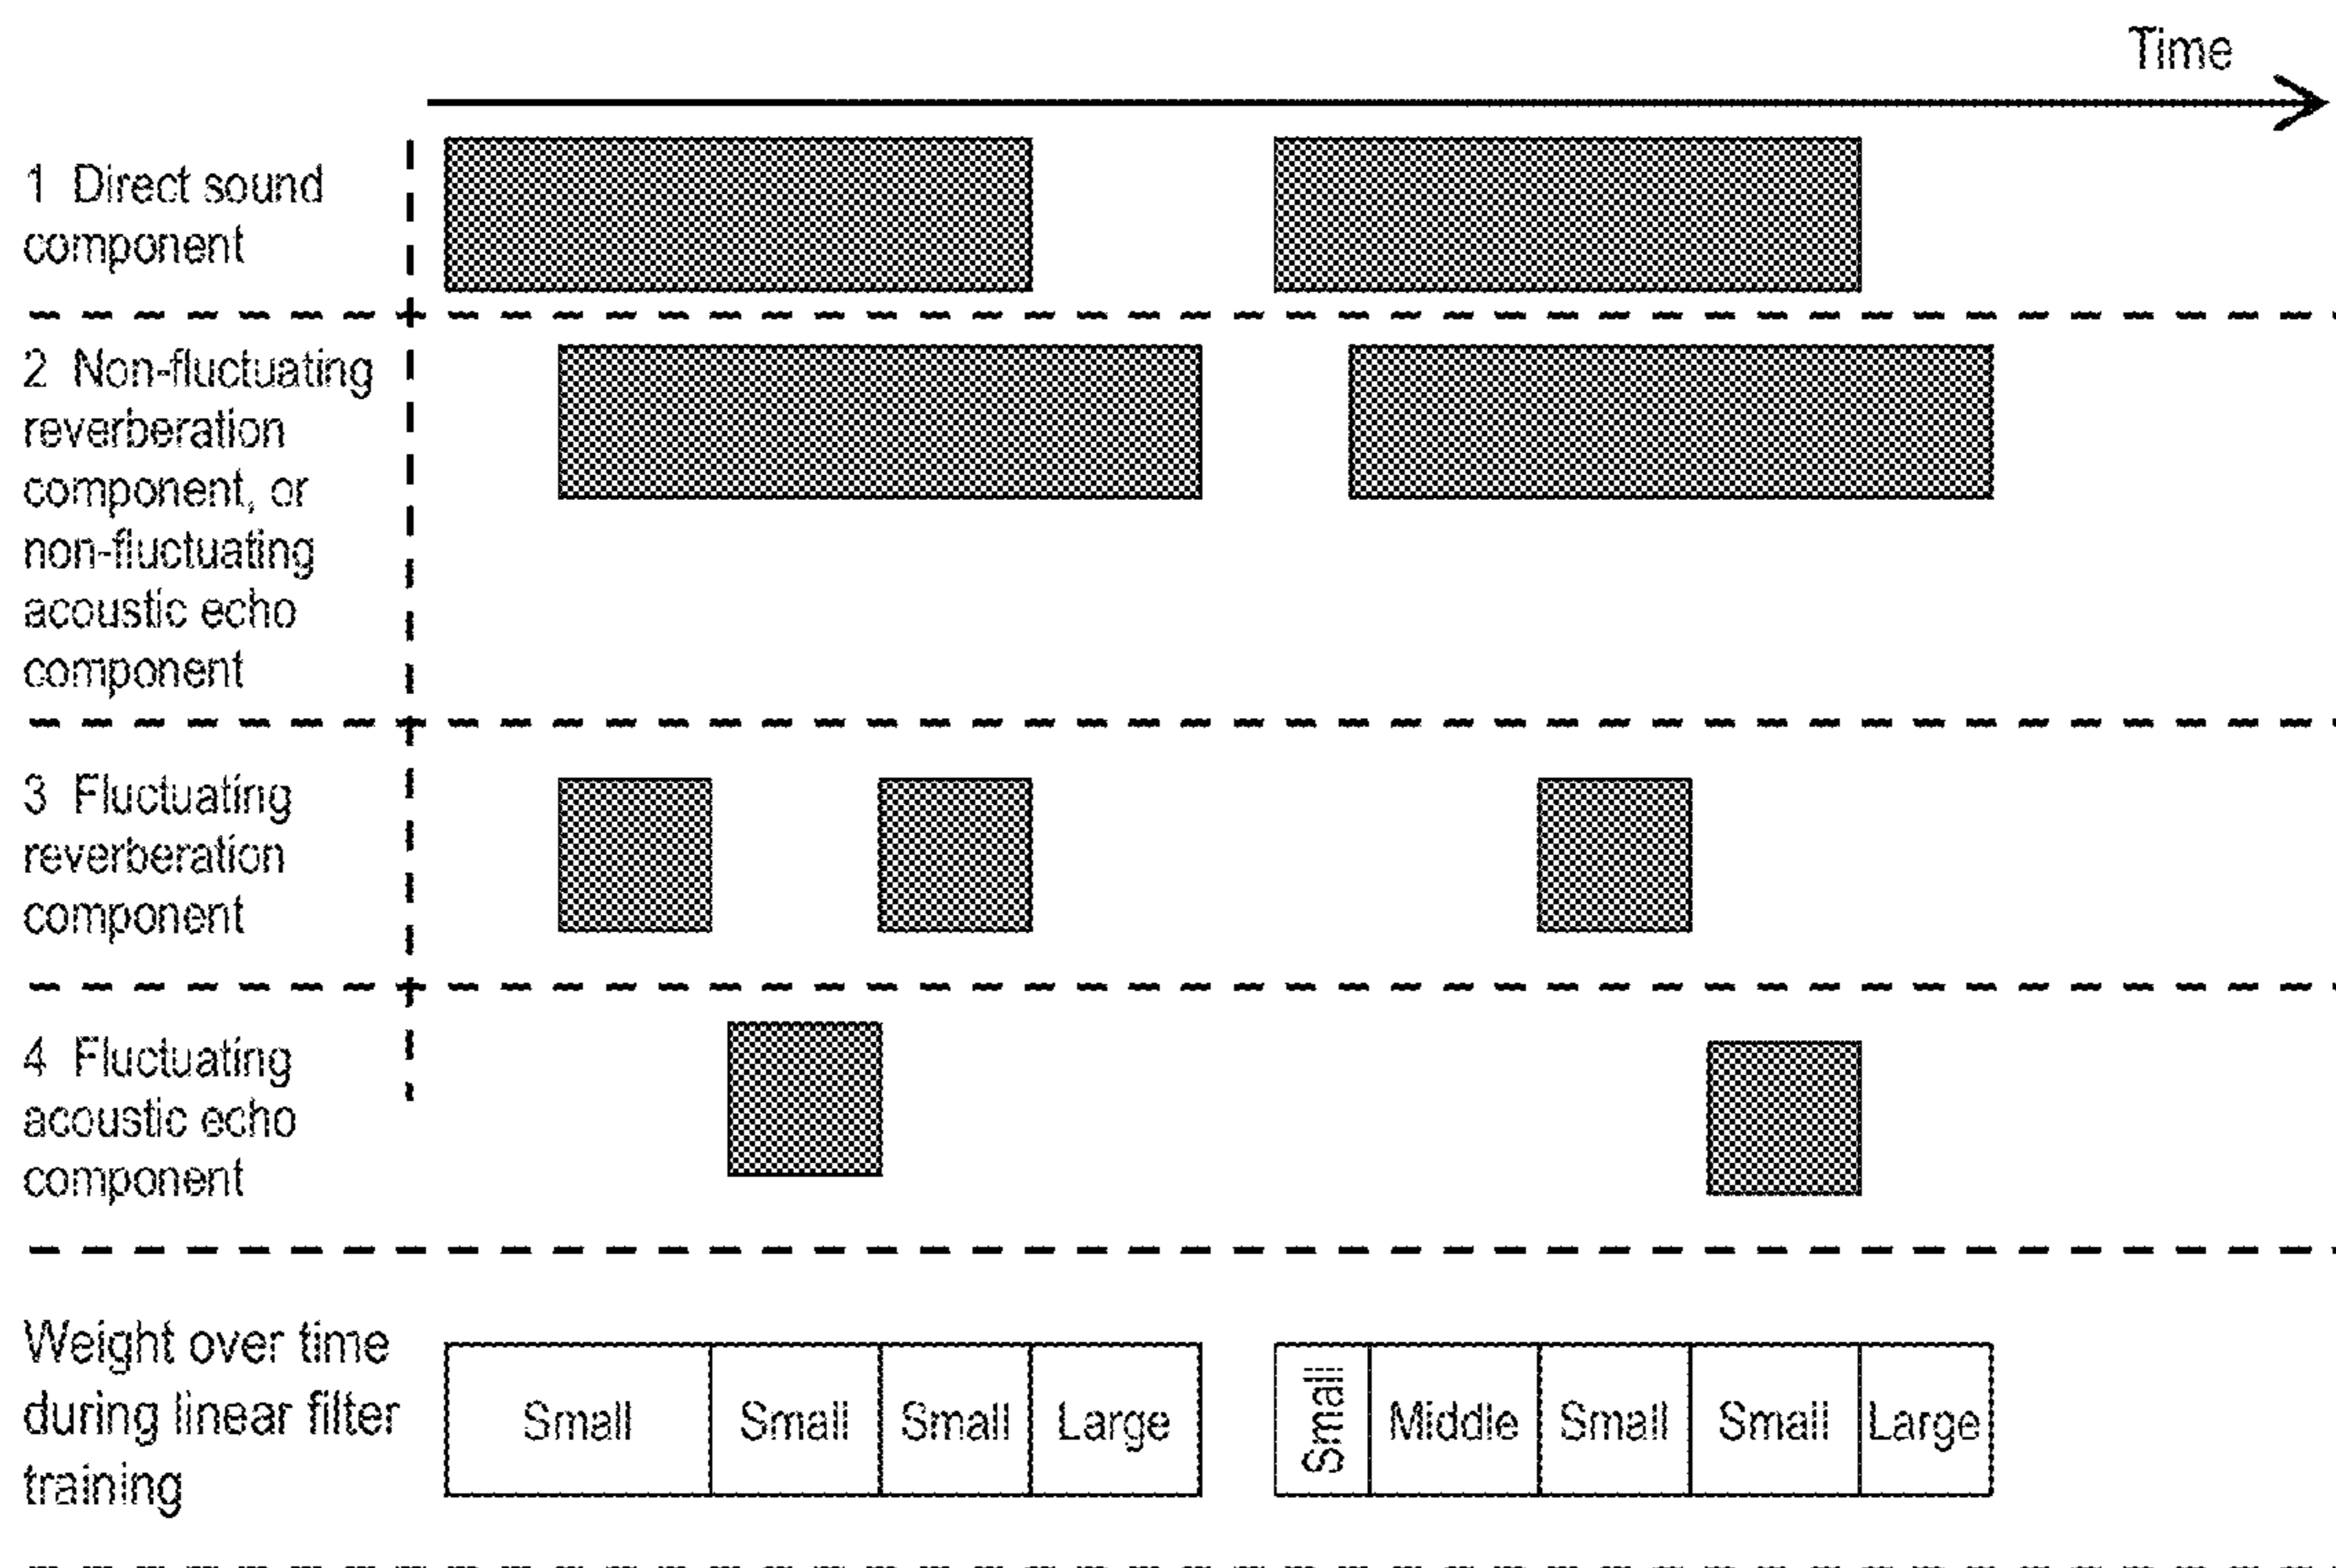 Time
1 Direct sound
component
2 Non-fluctuating
reverberation
component, or
non-fluctuating
acoustic echo
component
3 Fluctuating
reverberation
component
4 Fluctuating
acoustic echo
component
Weight over time
during linear filter
training
Small Small Small Large Small Middle Small Small Large